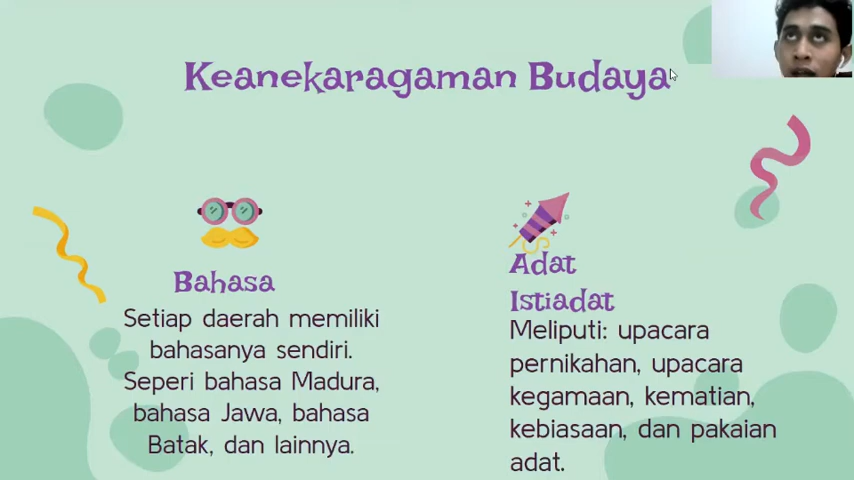 Keanekaragaman Budaya
Bahasa
Setiap daerah memiliki
bahasanya sendiri.
Seperi bahasa Madura,
bahasa Jawa, bahasa
Batak, dan lainnya.
Adat
Istiadat
Meliputi: upacara
pernikahan, upacara
kegamaan, kematian,
kebiasaan, dan pakaian
adat.